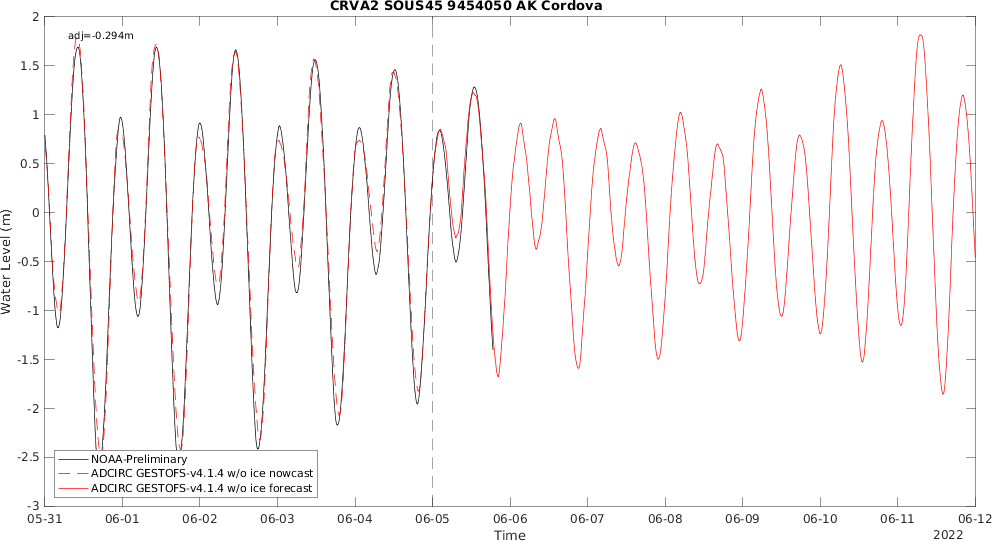 CRVA2 SOUS45 9454050 AK Cordova
adj=-0.294m
2
1.5
1
0.5
0
-0.5
-1
-1.5
-2
-2.5
-3
Water Level (m)
NOAA-Preliminary
ADCIRC GESTOFS-v4.1.4 w/o ice nowcast
ADCIRC GESTOFS-v4.1.4 w/o ice forecast
05-31 06-01 06-02 06-03 06-04 06-05 06-06 06-07 06-08 06-09 06-10 06-11 06-12
Time
2022